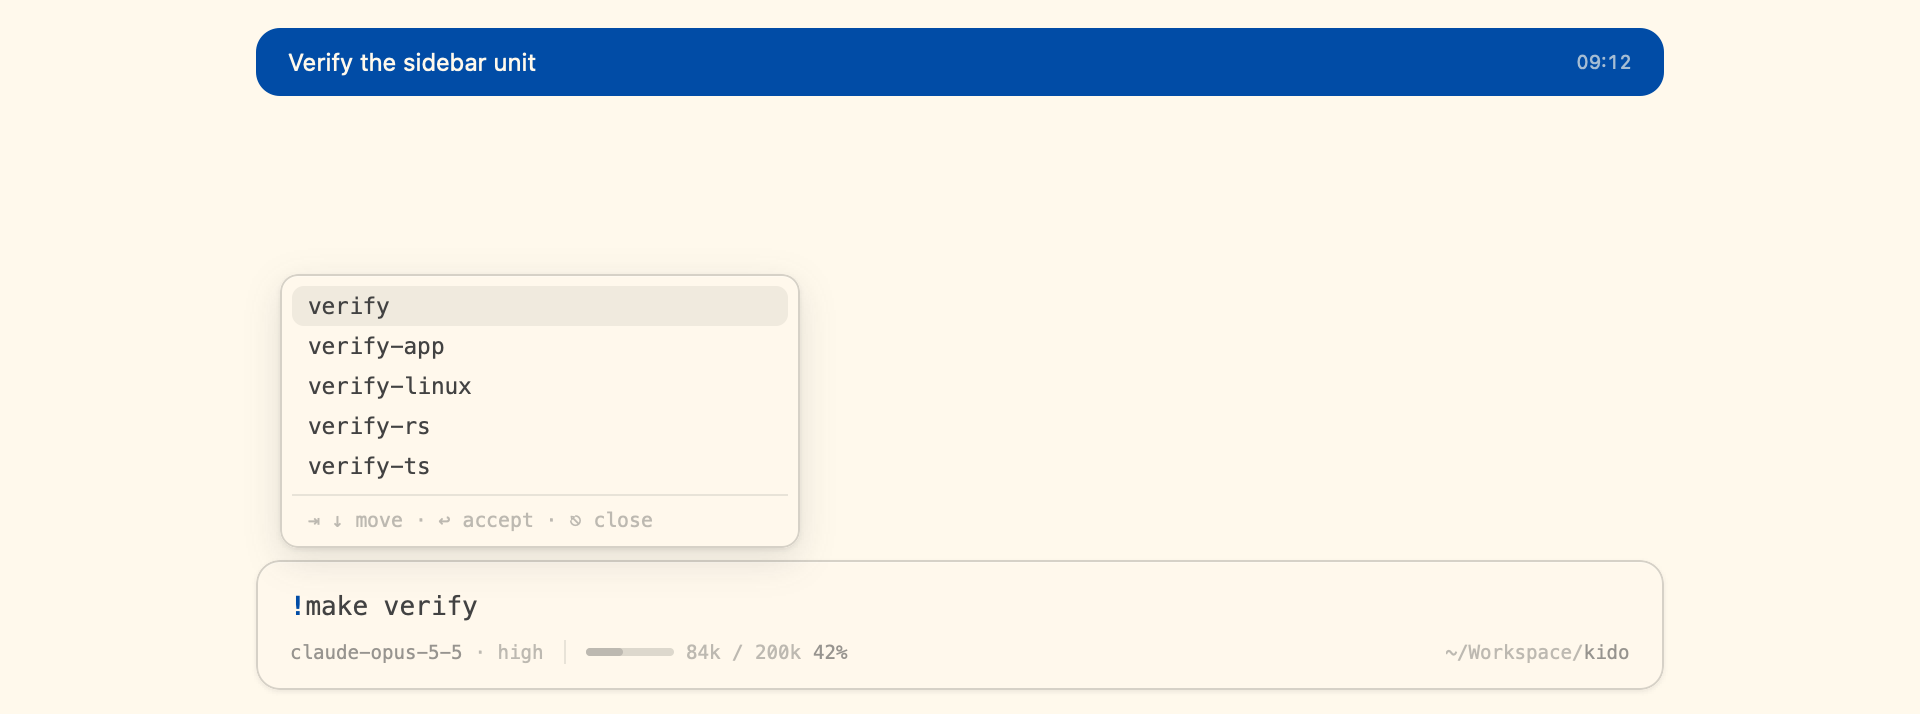 Verify the sidebar unit 09:12
verify
verify-app
verify-linux
verify-rs
verify-ts
⇥ ↓ move · ↩ accept · ⎋ close
!make verify
claude-opus-5-5 · high 84k / 200k 42% ~/Workspace/kido